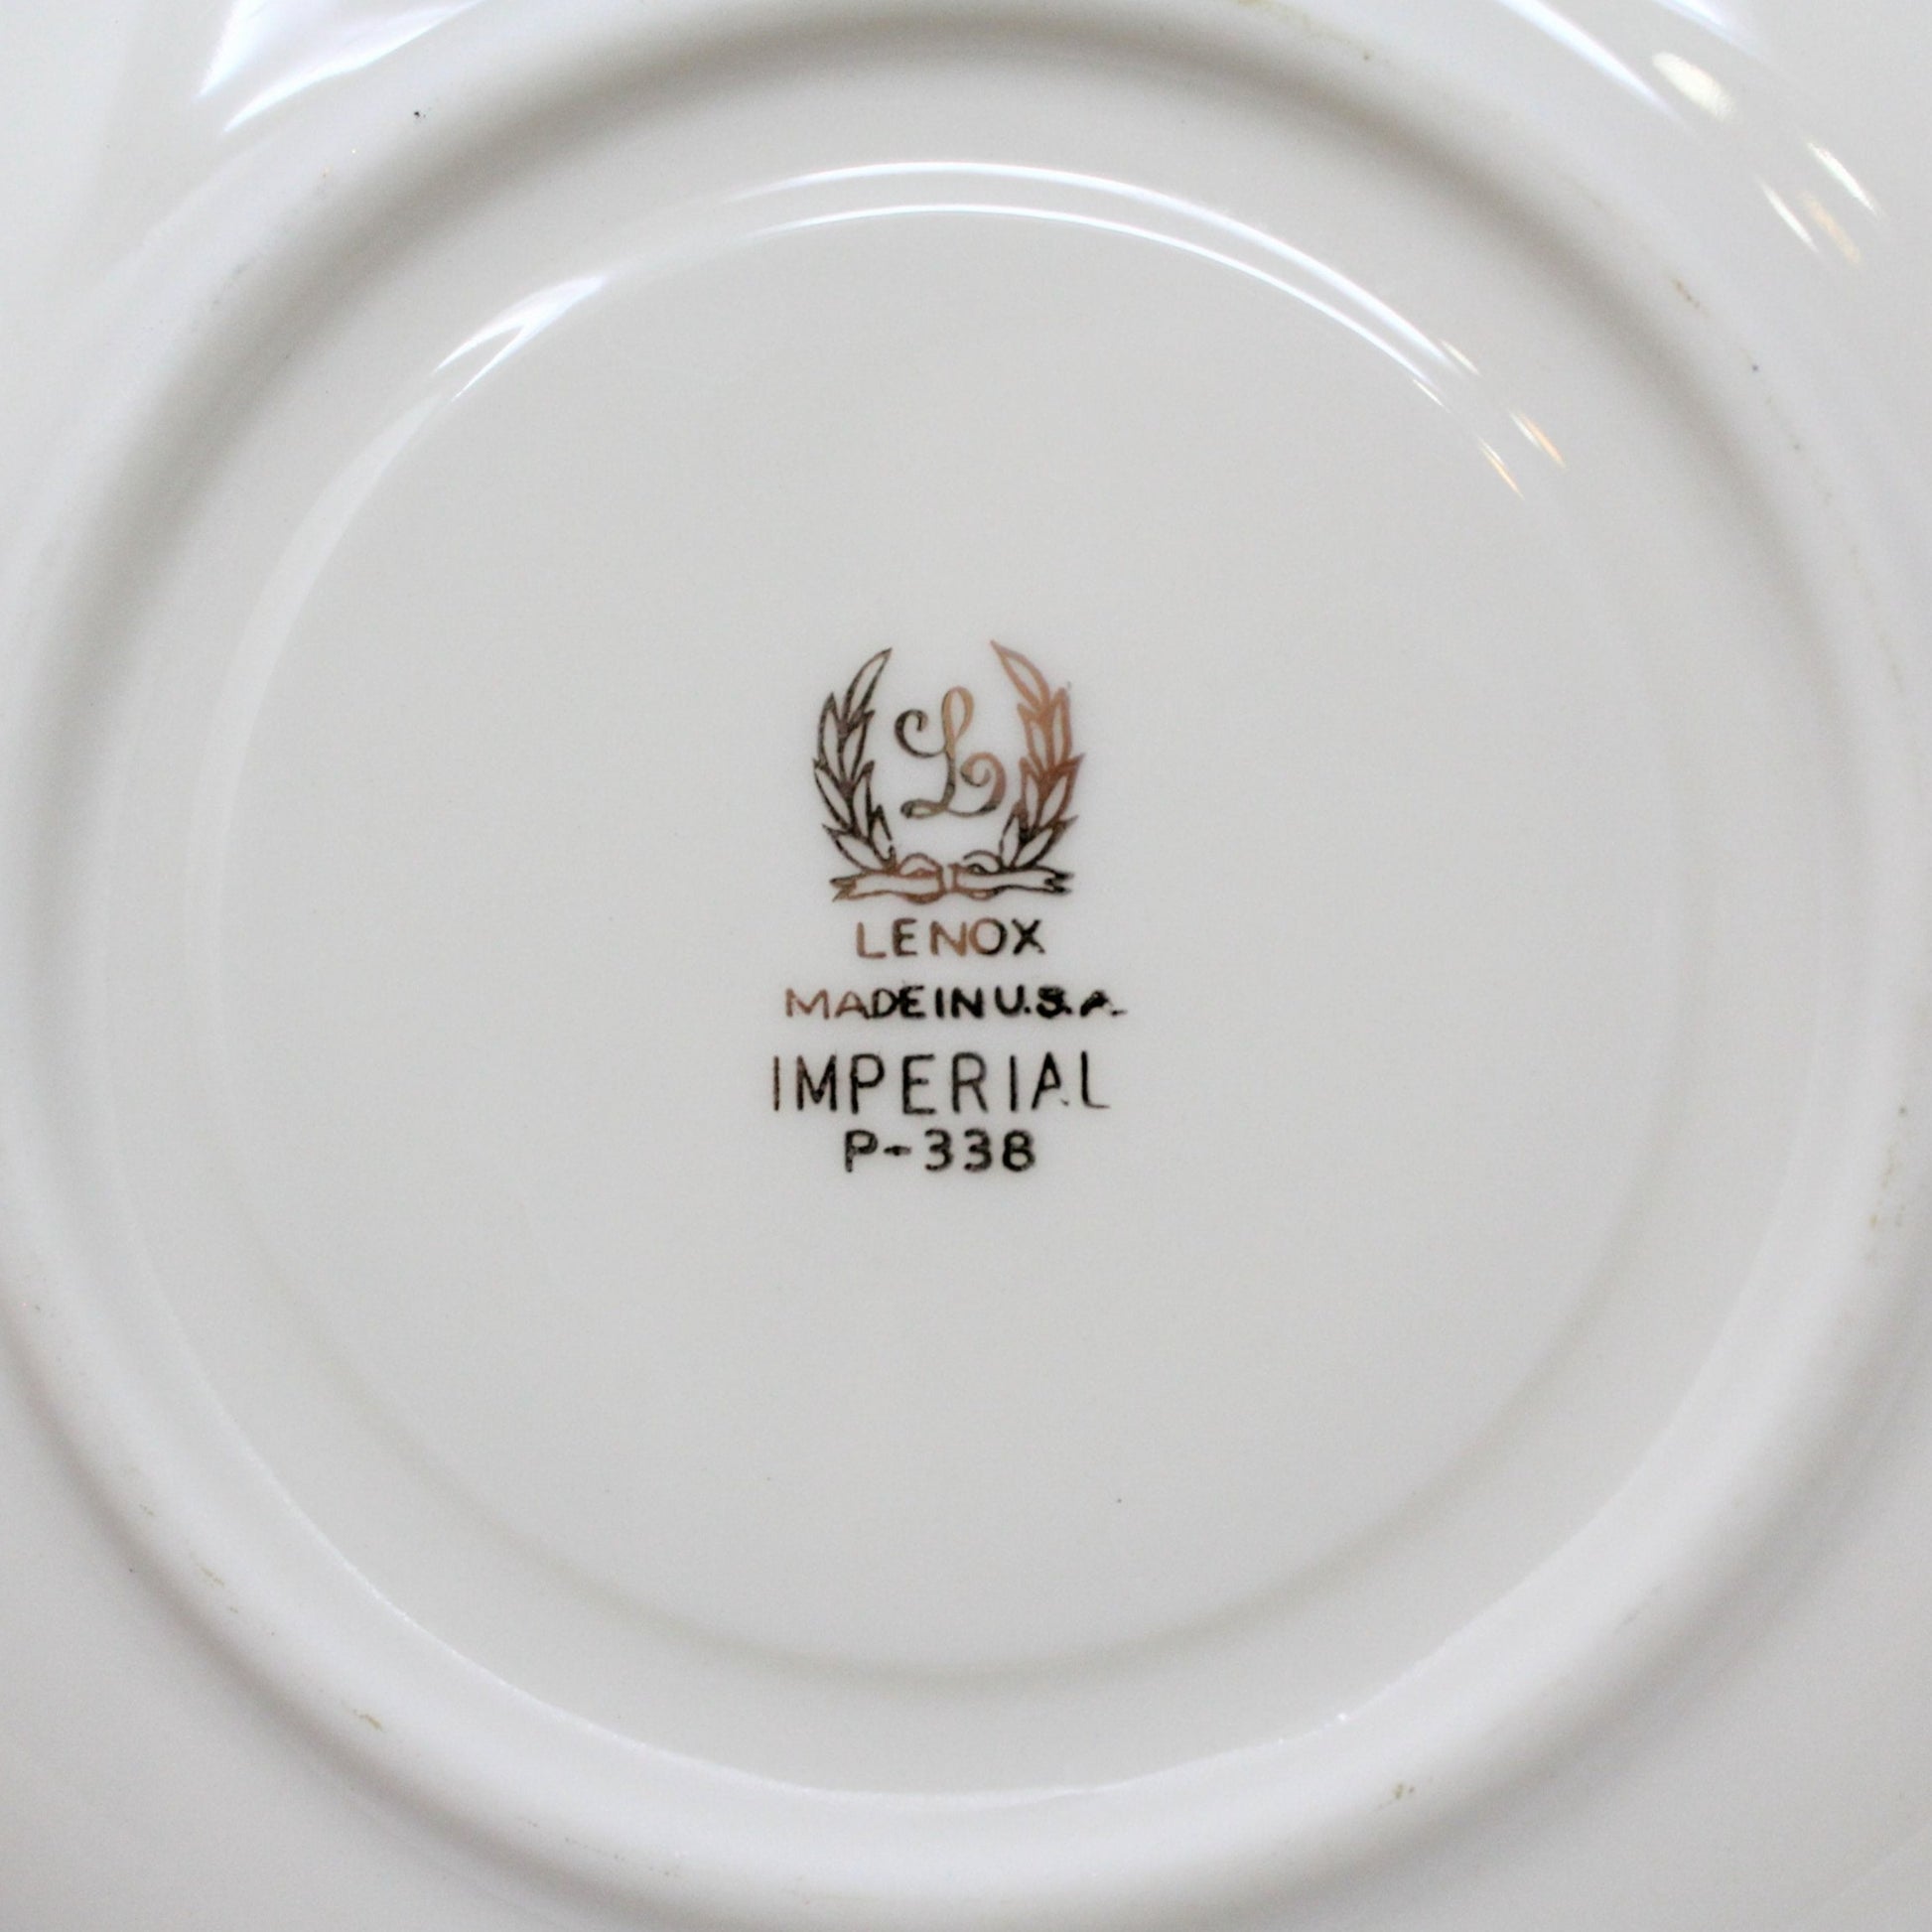 L
LENOX
MADE IN U.S.A.
IMPERIAL
P-338